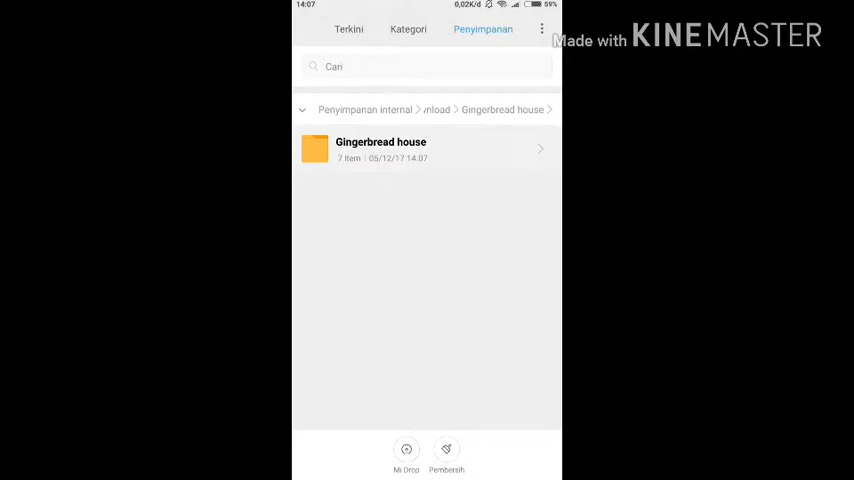 14:07 0,02K/d 59%
Terkini Kategori Penyimpanan
Made with KINEMASTER
Cari
Penyimpanan internal nload Gingerbread house
Gingerbread house
7 item | 05/12/17 14.07
Mi Drop Pembersih